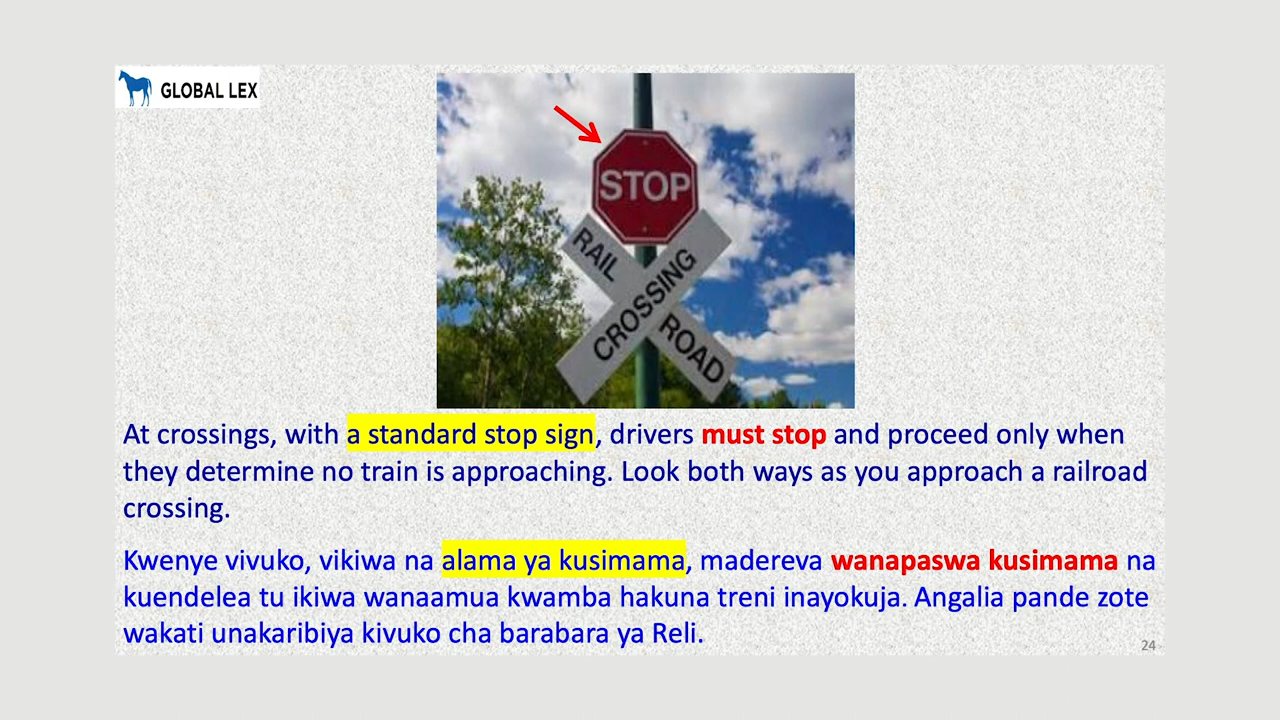 GLOBAL LEX
STOP
RAIL
CROSSING
ROAD
At crossings, with a standard stop sign, drivers must stop and proceed only when
they determine no train is approaching. Look both ways as you approach a railroad
crossing.
Kwenye vivuko, vikiwa na alama ya kusimama, madereva wanapaswa kusimama na
kuendelea tu ikiwa wanaamua kwamba hakuna treni inayokuja. Angalia pande zote
wakati unakaribiya kivuko cha barabara ya Reli.
24